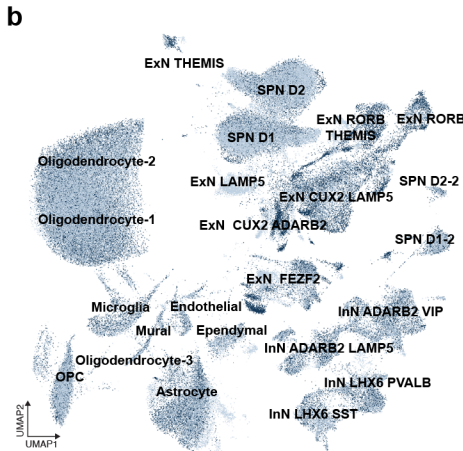 b
ExN THEMIS
SPN D2
ExN RORB
THEMIS
ExN RORB
SPN D1
Oligodendrocyte-2
ExN LAMP5
SPN D2-2
ExN CUX2 LAMP5
Oligodendrocyte-1
ExN CUX2 ADARB2
SPN D1-2
ExN FEZF2
Microglia
Endothelial
InN ADARB2 VIP
Mural
Ependymal
InN ADARB2 LAMP5
Oligodendrocyte-3
OPC
InN LHX6 PVALB
Astrocyte
InN LHX6 SST
UMAP2
UMAP1